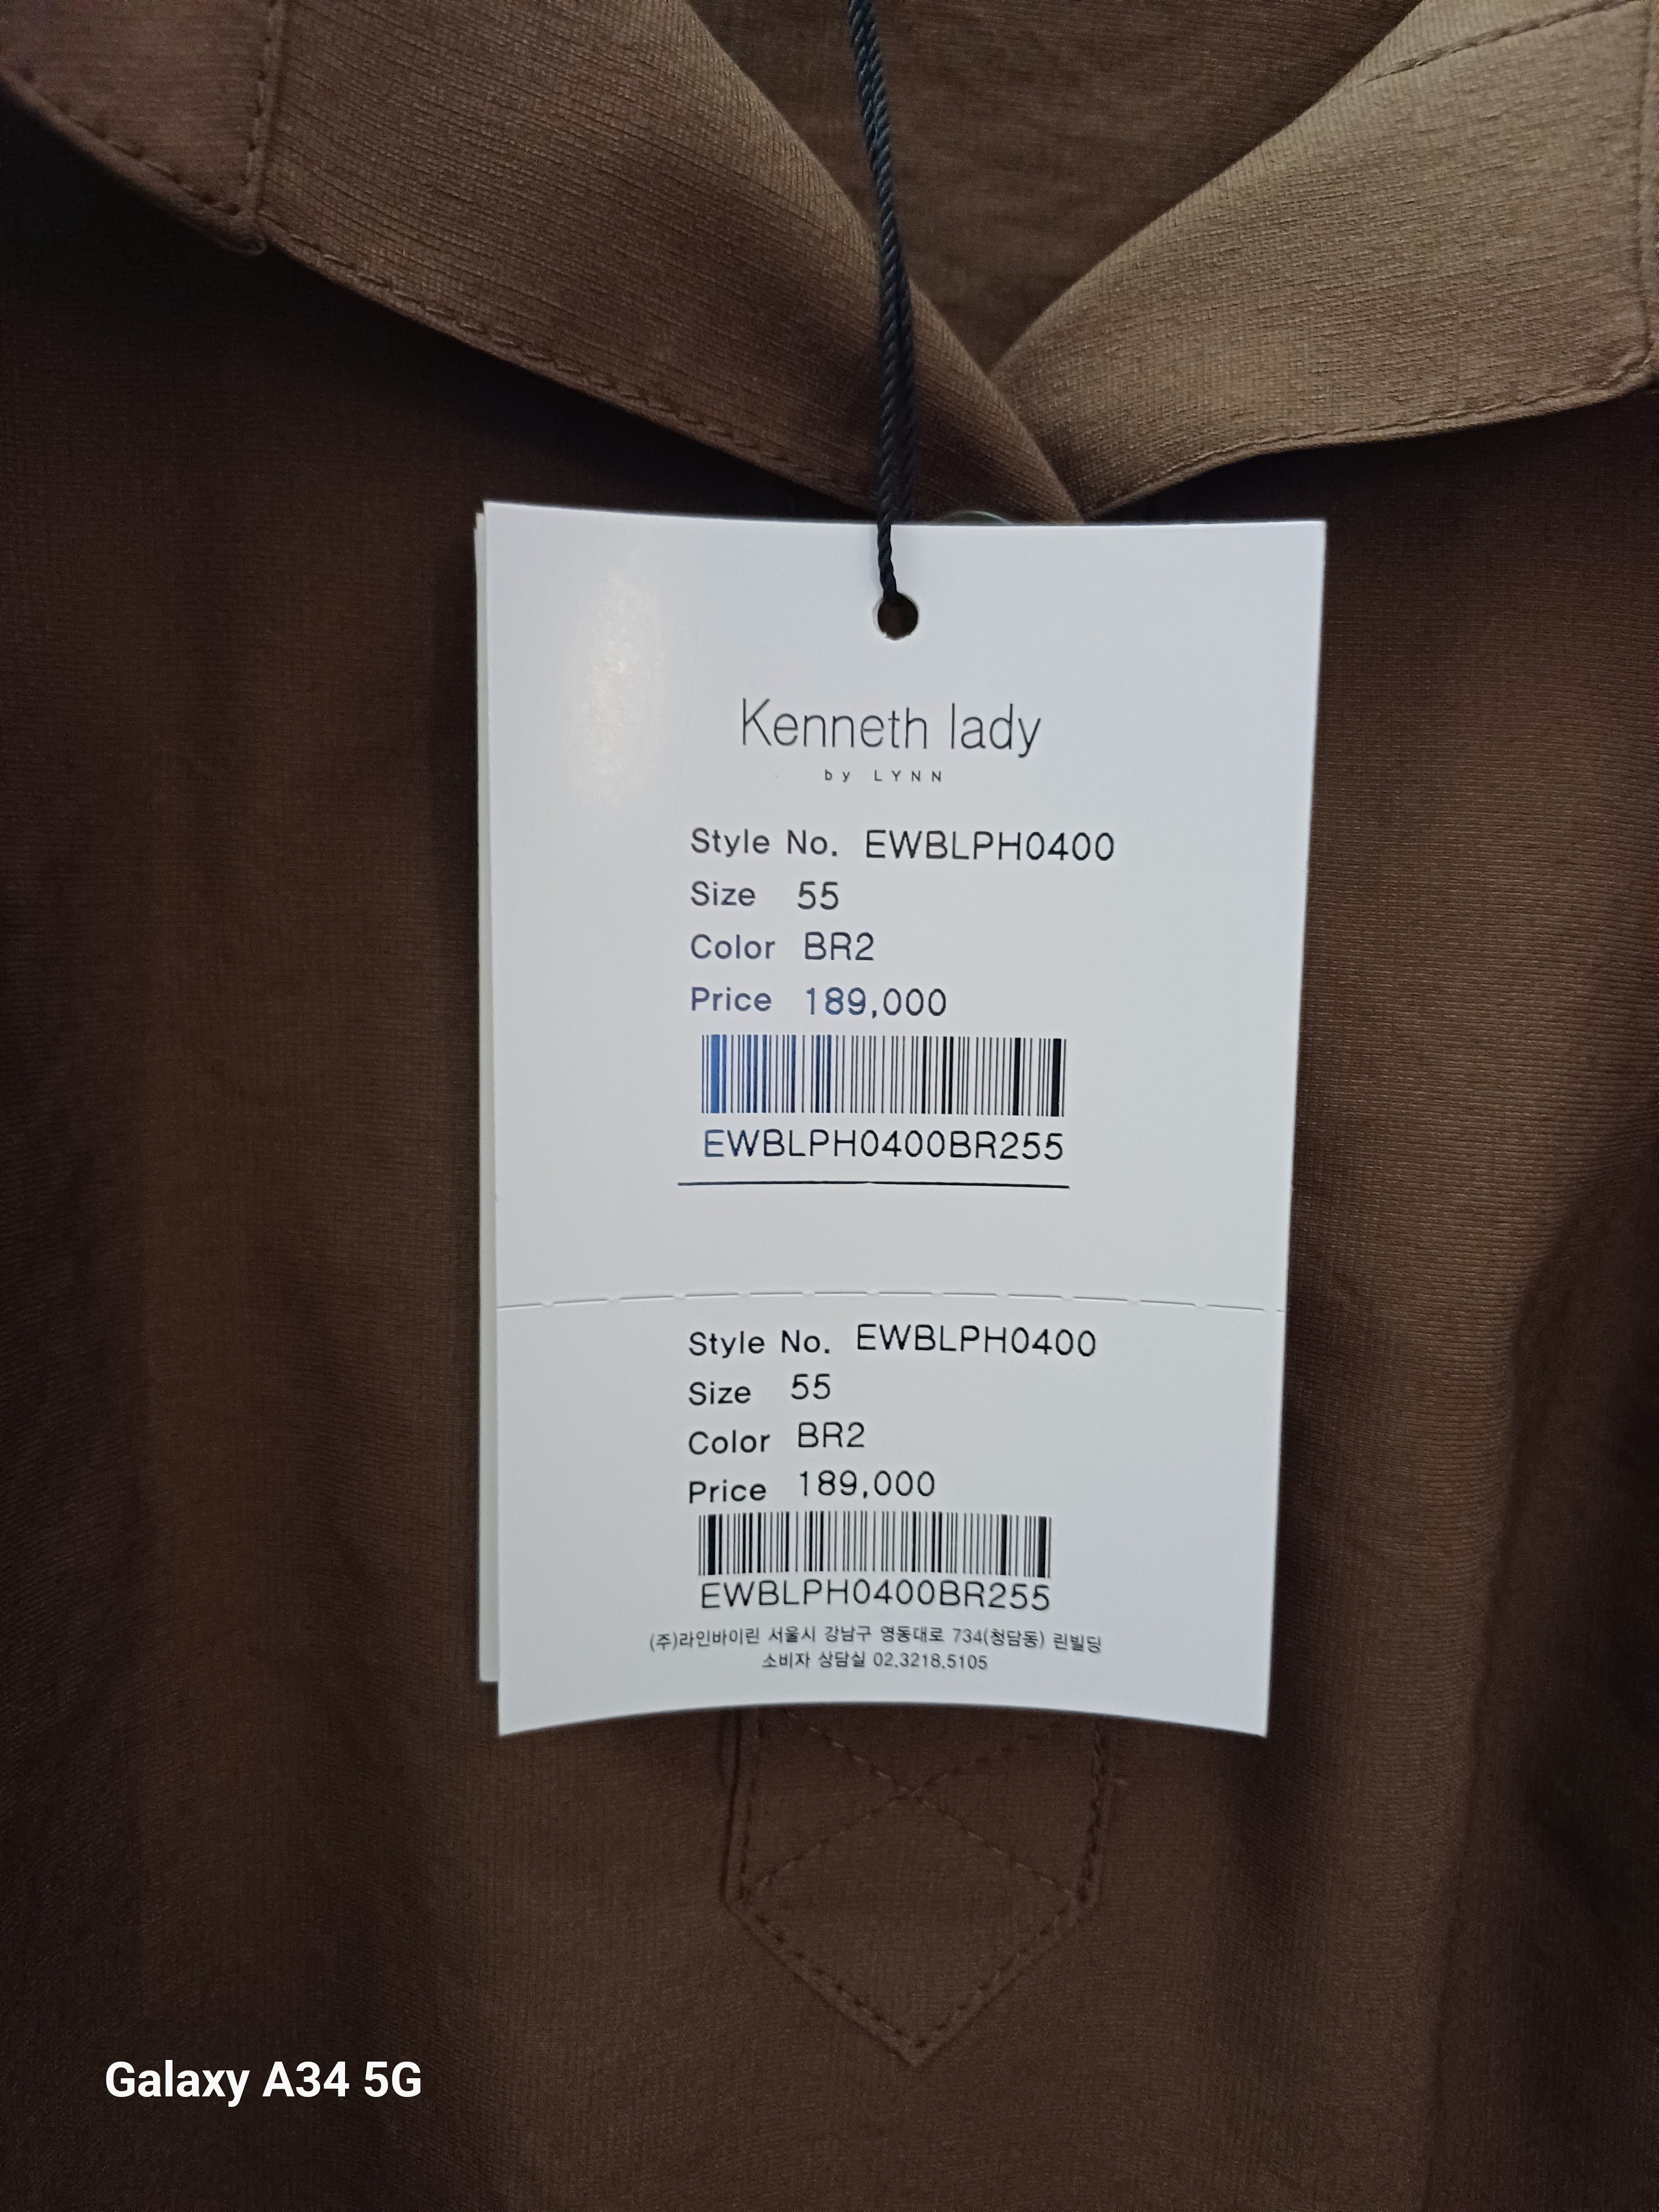 Kenneth lady
by LYNN
Style No. EWBLPH0400
Size 55
Color BR2
Price 189,000
EWBLPH0400BR255
Style No. EWBLPH0400
Size 55
Color BR2
Price 189,000
EWBLPH0400BR255
(주)라인바이린 서울시 강남구 영동대로 734(청담동) 린빌딩
소비자 상담실 02.3218.5105
Galaxy A34 5G